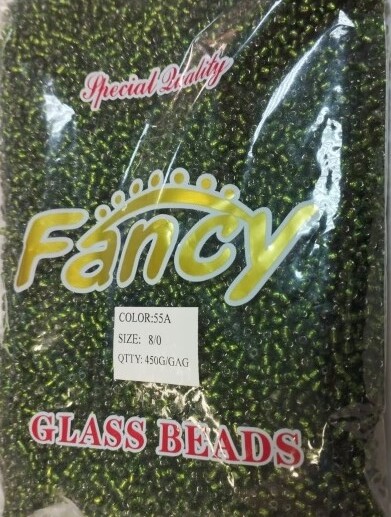 Special Quality
Fancy
COLOR:55A
SIZE: 8/0
QTTY: 450G/GAG
GLASS BEADS